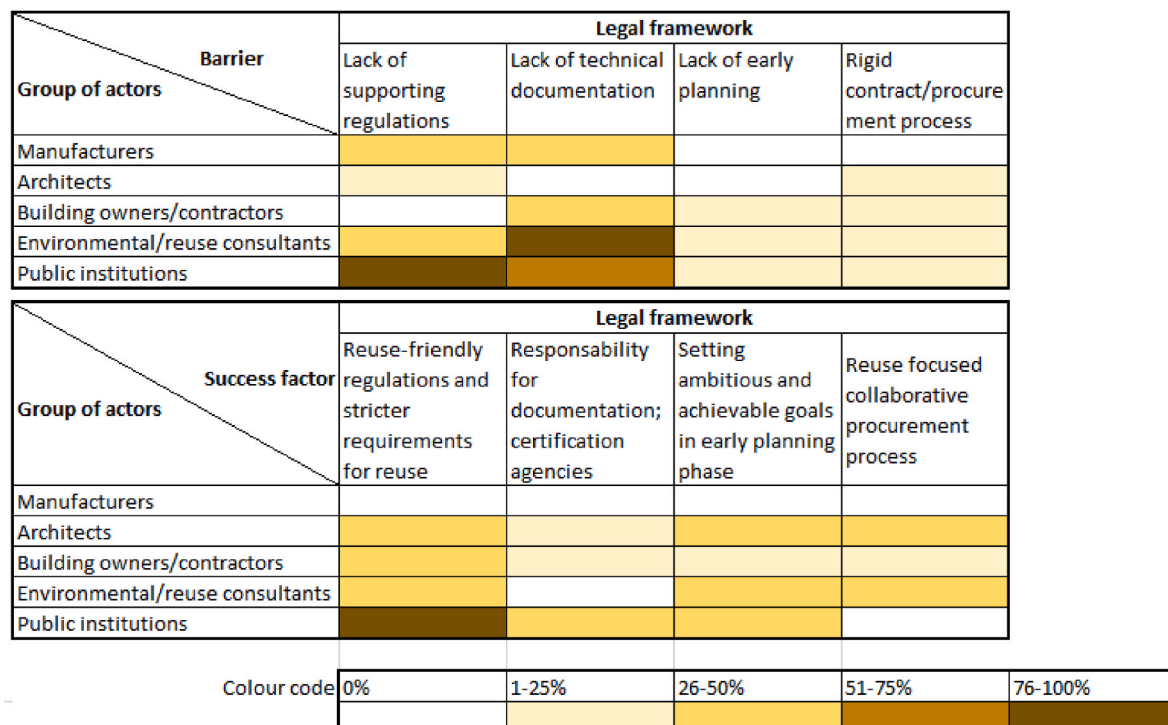 Legal framework
Barrier
Group of actors
Lack of
supporting
regulations
Lack of technical
documentation
Lack of early
planning
Rigid
contract/procure
ment process
Manufacturers
Architects
Building owners/contractors
Environmental/reuse consultants
Public institutions
Legal framework
Success factor
Group of actors
Reuse-friendly
regulations and
stricter
requirements
for reuse
Responsability
for
documentation;
certification
agencies
Setting
ambitious and
achievable goals
in early planning
phase
Reuse focused
collaborative
procurement
process
Manufacturers
Architects
Building owners/contractors
Environmental/reuse consultants
Public institutions
Colour code 0% 1-25% 26-50% 51-75% 76-100%